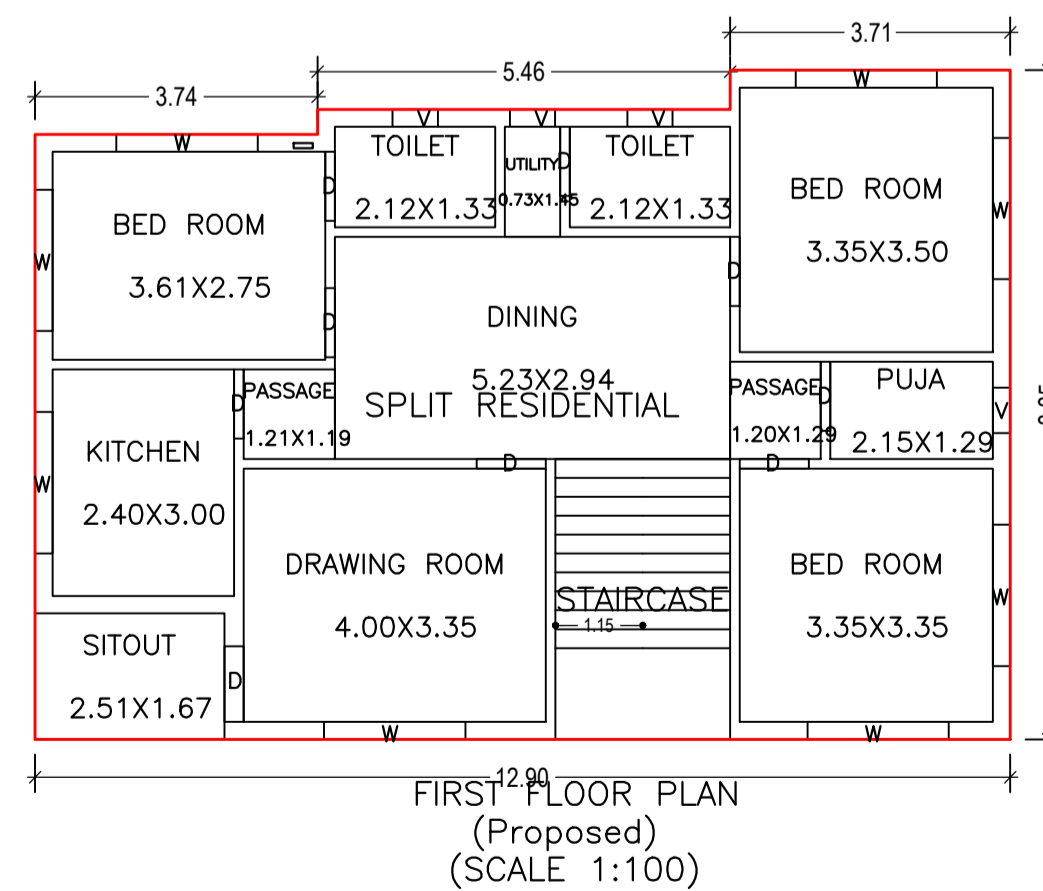 3.71
5.46
3.74
W
V V V
W
TOILET
UTILITY
D
TOILET
0.73X1.45
2.12X1.33
2.12X1.33
D
BED ROOM
3.61X2.75
W
BED ROOM
3.35X3.50
W
D
D
DINING
5.23X2.94
SPLIT RESIDENTIAL
D
PASSAGE
1.21X1.19
D
PASSAGE
1.20X1.29
D
PUJA
2.15X1.29
V
KITCHEN
2.40X3.00
W
D
D
DRAWING ROOM
4.00X3.35
STAIRCASE
1.15
BED ROOM
3.35X3.35
W
SITOUT
2.51X1.67
D
W
W
12.90
FIRST FLOOR PLAN
(Proposed)
(SCALE 1:100)